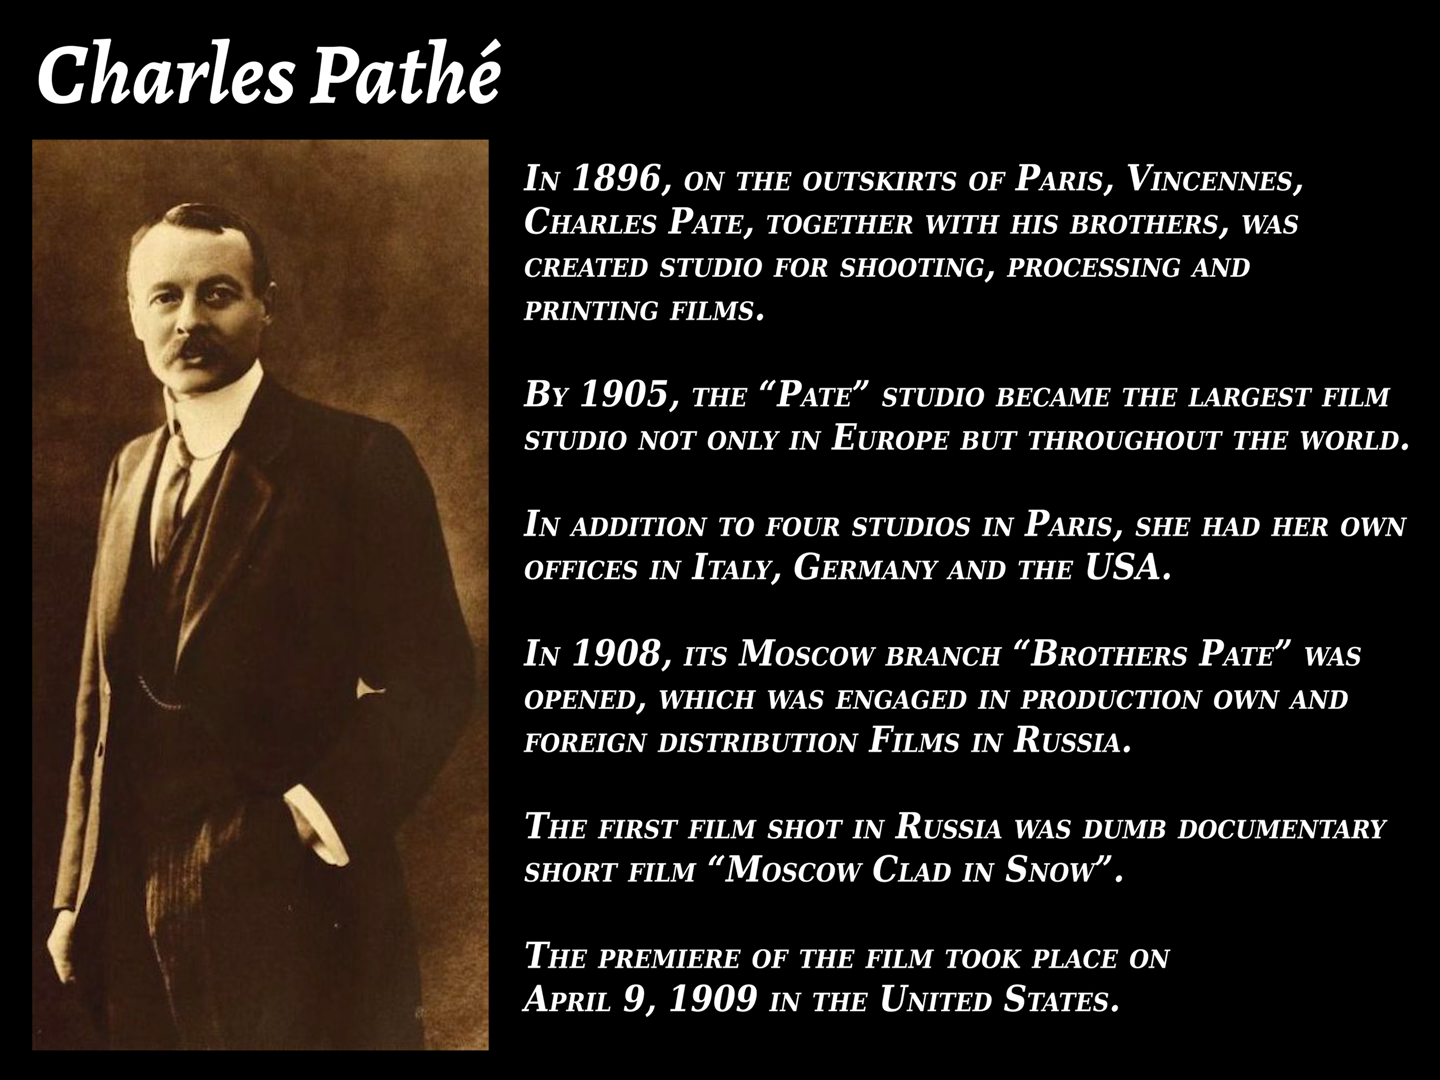 Charles Pathé
In 1896, on the outskirts of Paris, Vincennes,
Charles Pate, together with his brothers, was
created studio for shooting, processing and
printing films.
By 1905, the “Pate” studio became the largest film
studio not only in Europe but throughout the world.
In addition to four studios in Paris, she had her own
offices in Italy, Germany and the USA.
In 1908, its Moscow branch “Brothers Pate” was
opened, which was engaged in production own and
foreign distribution Films in Russia.
The first film shot in Russia was dumb documentary
short film “Moscow Clad in Snow”.
The premiere of the film took place on
April 9, 1909 in the United States.